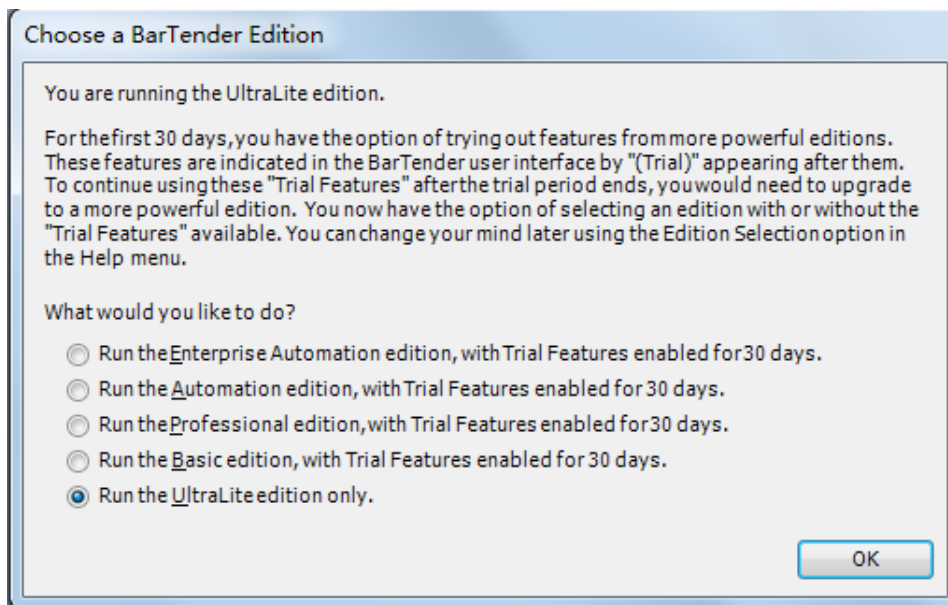 Choose a BarTender Edition
You are running the UltraLite edition.
For the first 30 days, you have the option of trying out features from more powerful editions.
These features are indicated in the BarTender user interface by "(Trial)" appearing after them.
To continue using these "Trial Features" after the trial period ends, you would need to upgrade
to a more powerful edition.  You now have the option of selecting an edition with or without the
"Trial Features" available. You can change your mind later using the Edition Selection option in
the Help menu.
What would you like to do?
Run the Enterprise Automation edition, with Trial Features enabled for 30 days.
Run the Automation edition, with Trial Features enabled for 30 days.
Run the Professional edition, with Trial Features enabled for 30 days.
Run the Basic edition, with Trial Features enabled for 30 days.
Run the UltraLite edition only.
OK